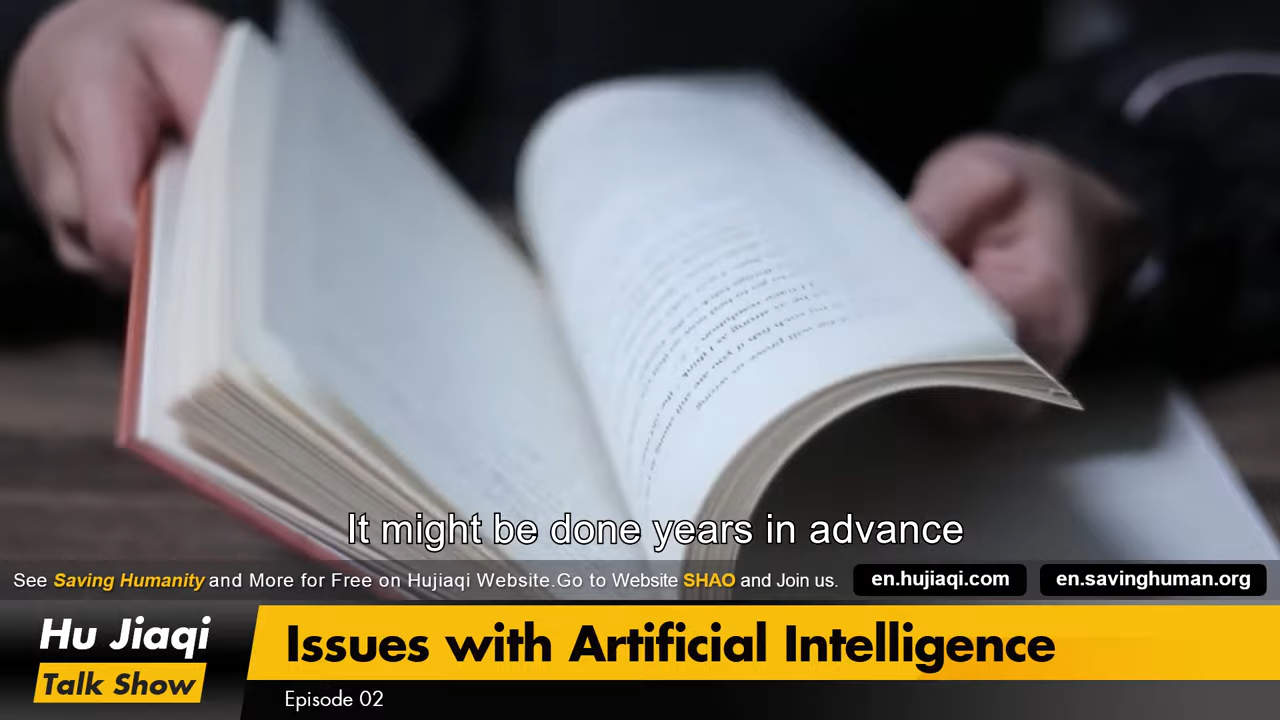 It might be done years in advance
See Saving Humanity and More for Free on Hujiaqi Website.Go to Website SHAO and Join us.
en.hujiaqi.com
en.savinghuman.org
Hu Jiaqi
Talk Show
Issues with Artificial Intelligence
Episode 02